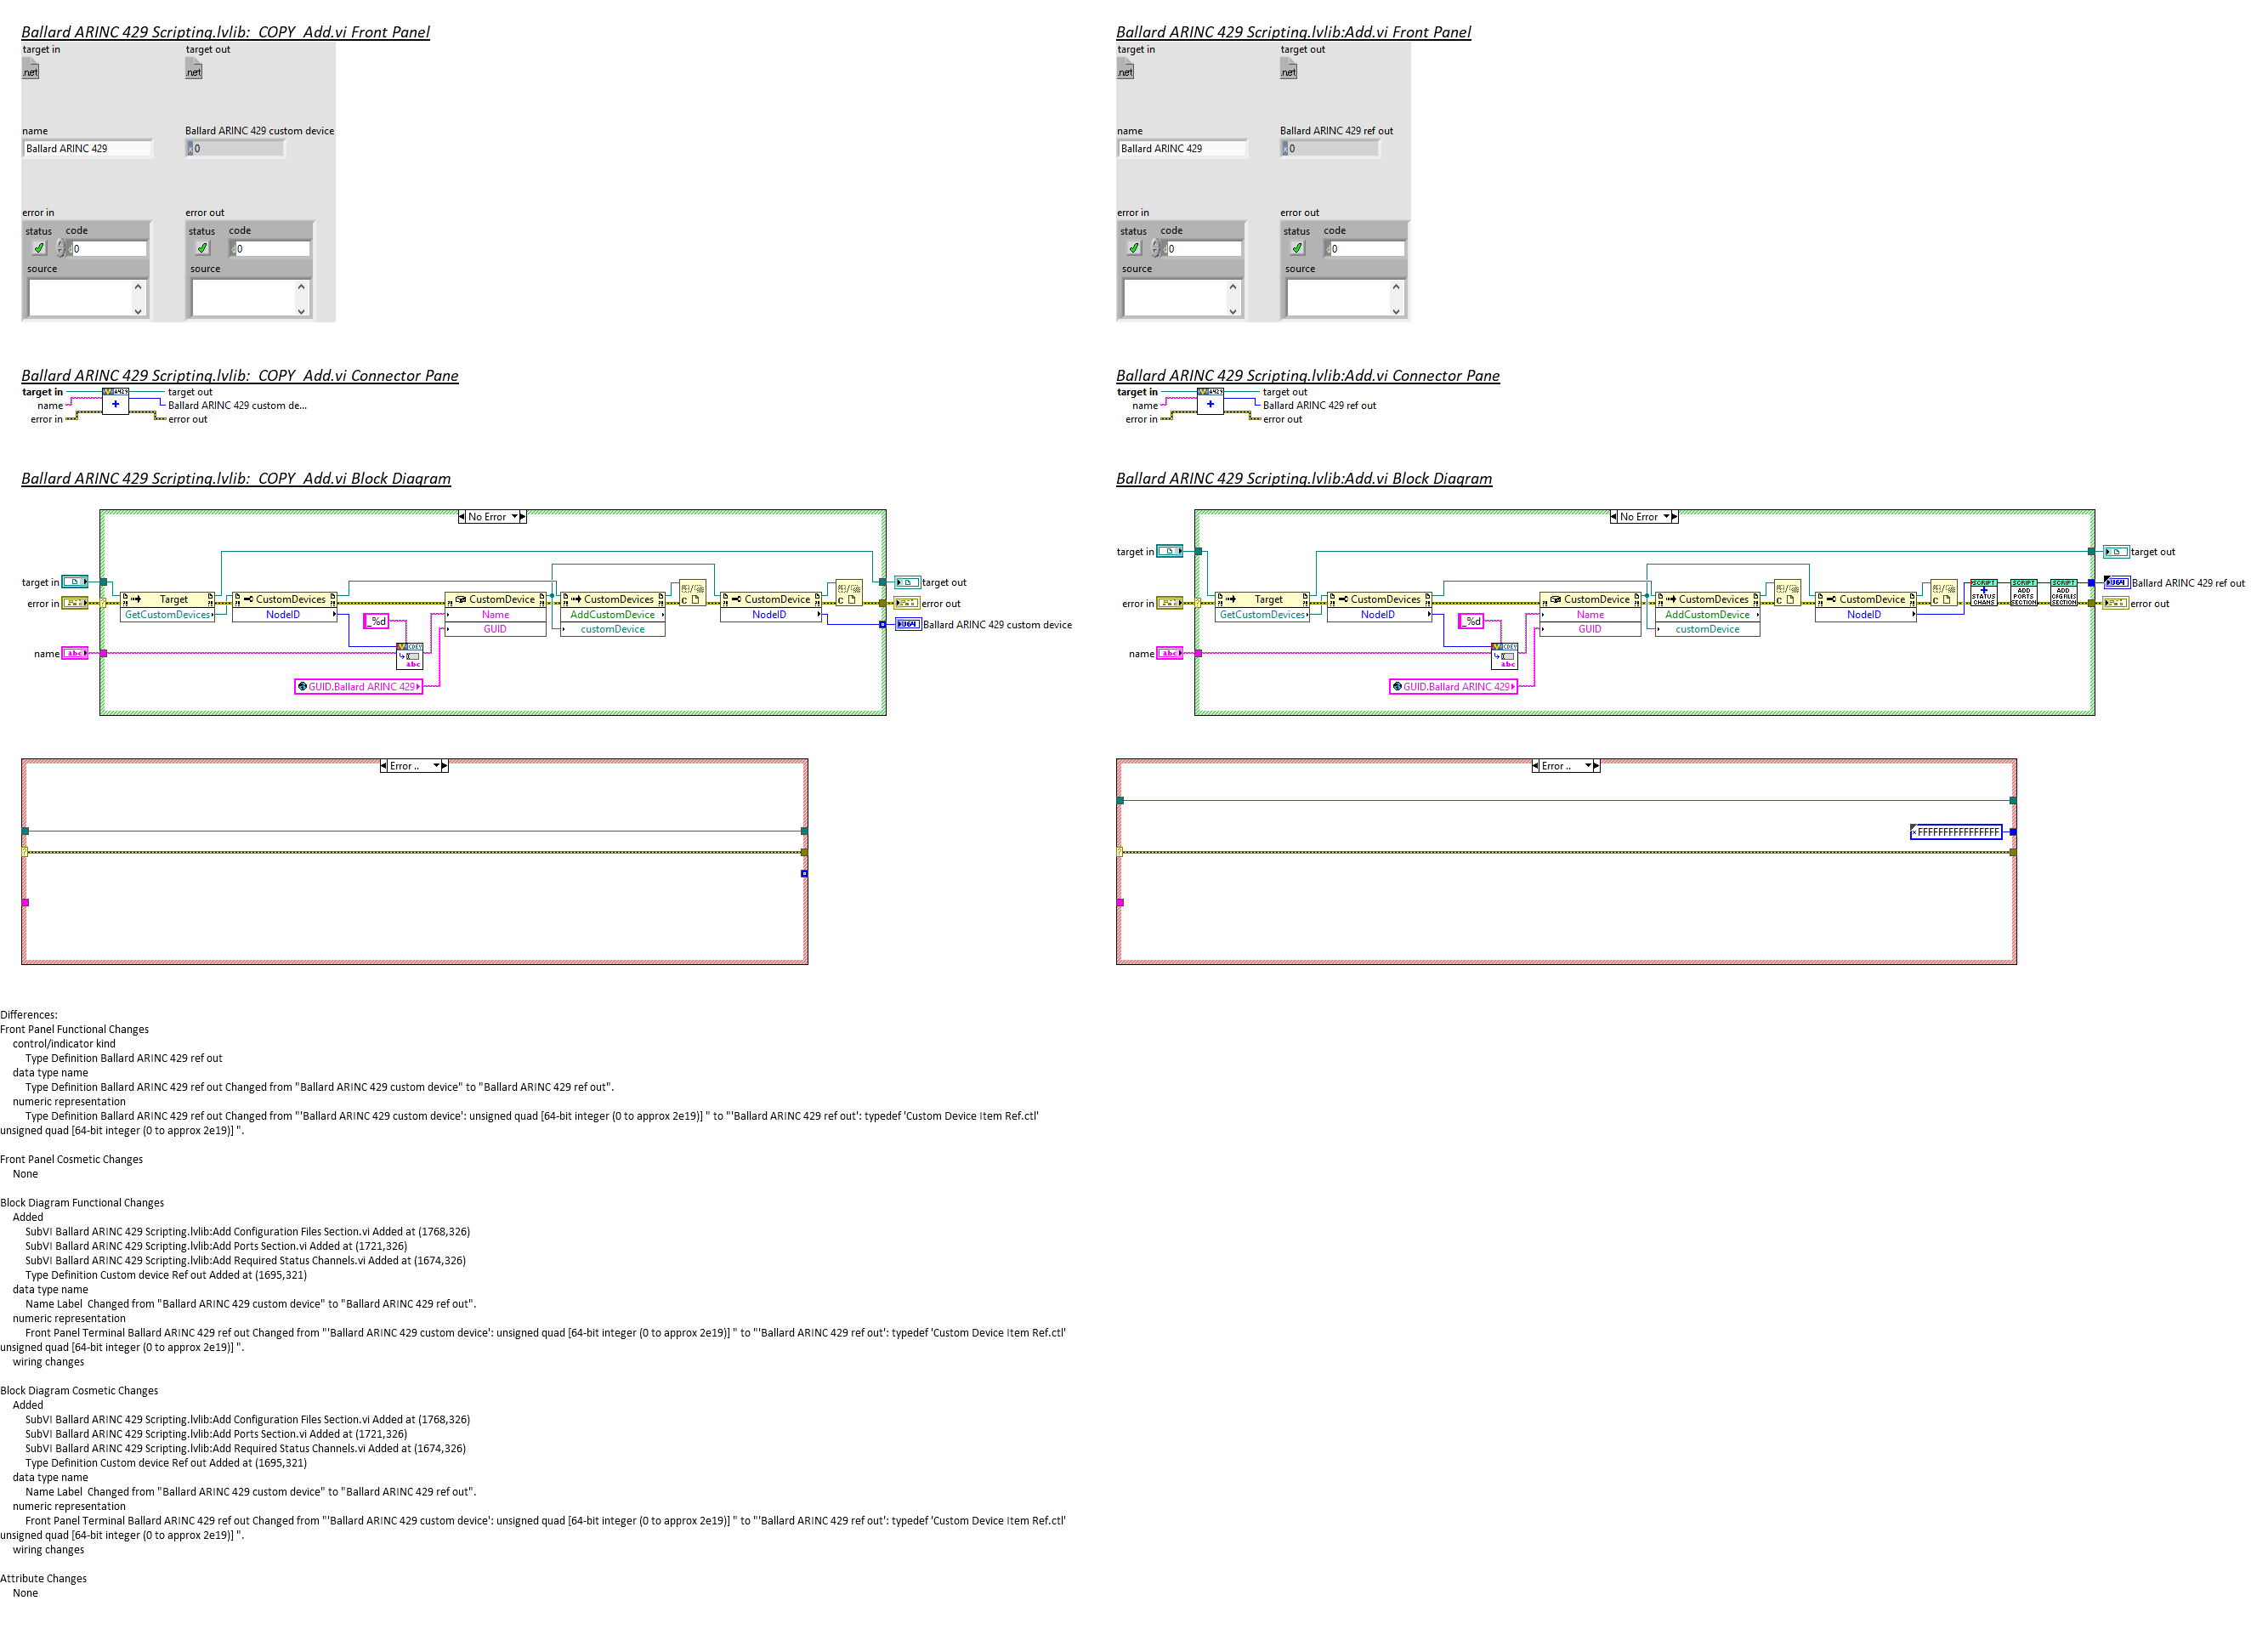 Ballard ARINC 429 Scripting.lvlib:  COPY  Add.vi Front Panel
target in
target out
.net
.net
name
Ballard ARINC 429 custom device
Ballard ARINC 429
x 0
error in
error out
status
code
status
code
d 0
d 0
source
source
Ballard ARINC 429 Scripting.lvlib:  COPY  Add.vi Connector Pane
target in
target out
name
Ballard ARINC 429 custom de...
error in
error out
Ballard ARINC 429 Scripting.lvlib:  COPY  Add.vi Block Diagram
No Error
target in
target out
error in
Target
CustomDevices
CustomDevice
CustomDevices
CustomDevice
error out
GetCustomDevices
NodeID
Name
AddCustomDevice
NodeID
_%d
U64
Ballard ARINC 429 custom device
GUID
customDevice
name
abc
abc
GUID.Ballard ARINC 429
Error ..
Ballard ARINC 429 Scripting.lvlib:Add.vi Front Panel
target in
target out
.net
.net
name
Ballard ARINC 429 ref out
Ballard ARINC 429
x 0
error in
error out
status
code
status
code
d 0
d 0
source
source
Ballard ARINC 429 Scripting.lvlib:Add.vi Connector Pane
target in
target out
name
Ballard ARINC 429 ref out
error in
error out
Ballard ARINC 429 Scripting.lvlib:Add.vi Block Diagram
No Error
target in
target out
SCRIPT
+
STATUS
CHANS
SCRIPT
ADD
PORTS
SECTION
SCRIPT
ADD
CFG FILES
SECTION
U64
Ballard ARINC 429 ref out
error in
Target
CustomDevices
CustomDevice
CustomDevices
CustomDevice
error out
GetCustomDevices
NodeID
Name
AddCustomDevice
NodeID
_%d
GUID
customDevice
name
abc
abc
GUID.Ballard ARINC 429
Error ..
x FFFFFFFFFFFFFFFF
Differences:
Front Panel Functional Changes
control/indicator kind
Type Definition Ballard ARINC 429 ref out
data type name
Type Definition Ballard ARINC 429 ref out Changed from "Ballard ARINC 429 custom device" to "Ballard ARINC 429 ref out".
numeric representation
Type Definition Ballard ARINC 429 ref out Changed from "'Ballard ARINC 429 custom device': unsigned quad [64-bit integer (0 to approx 2e19)] " to "'Ballard ARINC 429 ref out': typedef 'Custom Device Item Ref.ctl'
unsigned quad [64-bit integer (0 to approx 2e19)] ".
Front Panel Cosmetic Changes
None
Block Diagram Functional Changes
Added
SubVI Ballard ARINC 429 Scripting.lvlib:Add Configuration Files Section.vi Added at (1768,326)
SubVI Ballard ARINC 429 Scripting.lvlib:Add Ports Section.vi Added at (1721,326)
SubVI Ballard ARINC 429 Scripting.lvlib:Add Required Status Channels.vi Added at (1674,326)
Type Definition Custom device Ref out Added at (1695,321)
data type name
Name Label  Changed from "Ballard ARINC 429 custom device" to "Ballard ARINC 429 ref out".
numeric representation
Front Panel Terminal Ballard ARINC 429 ref out Changed from "'Ballard ARINC 429 custom device': unsigned quad [64-bit integer (0 to approx 2e19)] " to "'Ballard ARINC 429 ref out': typedef 'Custom Device Item Ref.ctl'
unsigned quad [64-bit integer (0 to approx 2e19)] ".
wiring changes
Block Diagram Cosmetic Changes
Added
SubVI Ballard ARINC 429 Scripting.lvlib:Add Configuration Files Section.vi Added at (1768,326)
SubVI Ballard ARINC 429 Scripting.lvlib:Add Ports Section.vi Added at (1721,326)
SubVI Ballard ARINC 429 Scripting.lvlib:Add Required Status Channels.vi Added at (1674,326)
Type Definition Custom device Ref out Added at (1695,321)
data type name
Name Label  Changed from "Ballard ARINC 429 custom device" to "Ballard ARINC 429 ref out".
numeric representation
Front Panel Terminal Ballard ARINC 429 ref out Changed from "'Ballard ARINC 429 custom device': unsigned quad [64-bit integer (0 to approx 2e19)] " to "'Ballard ARINC 429 ref out': typedef 'Custom Device Item Ref.ctl'
unsigned quad [64-bit integer (0 to approx 2e19)] ".
wiring changes
Attribute Changes
None